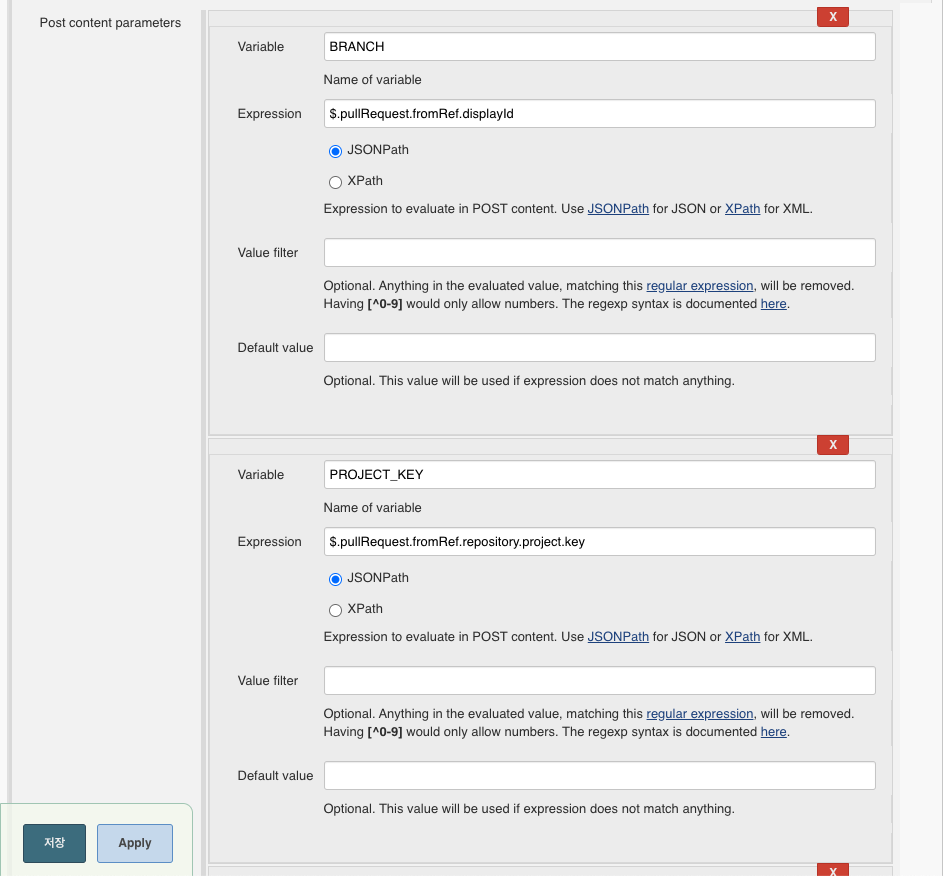 Post content parameters
X
Variable
BRANCH
Name of variable
Expression
$.pullRequest.fromRef.displayId
JSONPath
XPath
Expression to evaluate in POST content. Use JSONPath for JSON or XPath for XML.
Value filter
Optional. Anything in the evaluated value, matching this regular expression, will be removed.
Having [^0-9] would only allow numbers. The regexp syntax is documented here.
Default value
Optional. This value will be used if expression does not match anything.
X
Variable
PROJECT_KEY
Name of variable
Expression
$.pullRequest.fromRef.repository.project.key
JSONPath
XPath
Expression to evaluate in POST content. Use JSONPath for JSON or XPath for XML.
Value filter
Optional. Anything in the evaluated value, matching this regular expression, will be removed.
Having [^0-9] would only allow numbers. The regexp syntax is documented here.
Default value
Optional. This value will be used if expression does not match anything.
저장
Apply
X